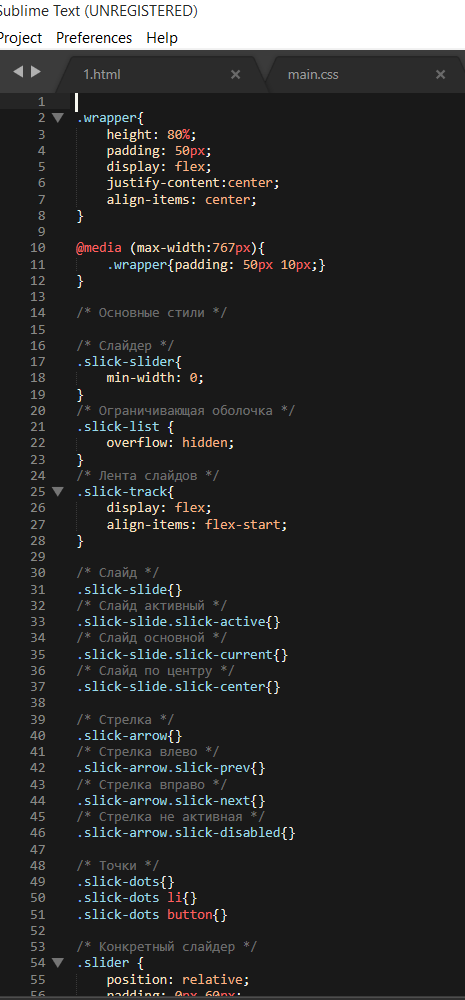 Sublime Text (UNREGISTERED)
Project Preferences Help
1.html × main.css ×
1
2 .wrapper{
3 height: 80%;
4 padding: 50px;
5 display: flex;
6 justify-content:center;
7 align-items: center;
8 }
9
10 @media (max-width:767px){
11 .wrapper{padding: 50px 10px;}
12 }
13
14 /* Основные стили */
15
16 /* Слайдер */
17 .slick-slider{
18 min-width: 0;
19 }
20 /* Ограничивающая оболочка */
21 .slick-list {
22 overflow: hidden;
23 }
24 /* Лента слайдов */
25 .slick-track{
26 display: flex;
27 align-items: flex-start;
28 }
29
30 /* Слайд */
31 .slick-slide{}
32 /* Слайд активный */
33 .slick-slide.slick-active{}
34 /* Слайд основной */
35 .slick-slide.slick-current{}
36 /* Слайд по центру */
37 .slick-slide.slick-center{}
38
39 /* Стрелка */
40 .slick-arrow{}
41 /* Стрелка влево */
42 .slick-arrow.slick-prev{}
43 /* Стрелка вправо */
44 .slick-arrow.slick-next{}
45 /* Стрелка не активная */
46 .slick-arrow.slick-disabled{}
47
48 /* Точки */
49 .slick-dots{}
50 .slick-dots li{}
51 .slick-dots button{}
52
53 /* Конкретный слайдер */
54 .slider {
55 position: relative;
56 padding: 0px 60px;